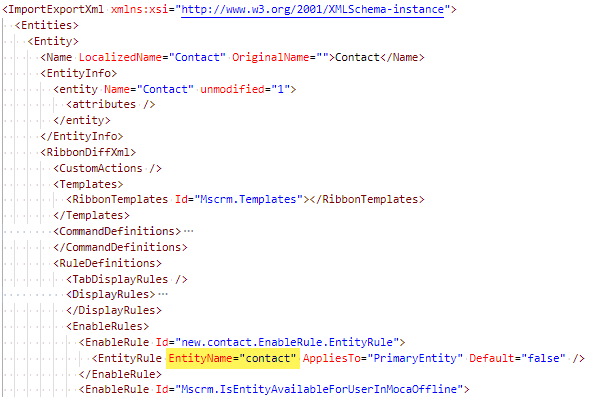 <ImportExportXml xmlns:xsi="http://www.w3.org/2001/XMLSchema-instance">
<Entities>
<Entity>
<Name LocalizedName="Contact" OriginalName="">Contact</Name>
<EntityInfo>
<entity Name="Contact" unmodified="1">
<attributes />
</entity>
</EntityInfo>
<RibbonDiffXml>
<CustomActions />
<Templates>
<RibbonTemplates Id="Mscrm.Templates"></RibbonTemplates>
</Templates>
<CommandDefinitions>…
</CommandDefinitions>
<RuleDefinitions>
<TabDisplayRules />
<DisplayRules>…
</DisplayRules>
<EnableRules>
<EnableRule Id="new.contact.EnableRule.EntityRule">
<EntityRule EntityName="contact" AppliesTo="PrimaryEntity" Default="false" />
</EnableRule>
<EnableRule Id="Mscrm.IsEntityAvailableForUserInMocaOffline">